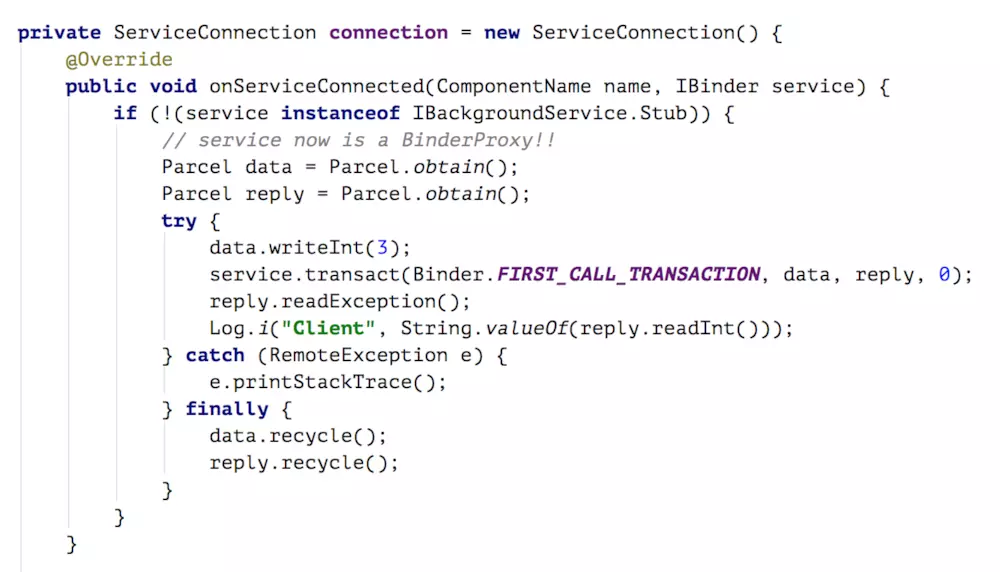 private ServiceConnection connection = new ServiceConnection() {
    @Override
    public void onServiceConnected(ComponentName name, IBinder service) {
        if (!(service instanceof IBackgroundService.Stub)) {
            // service now is a BinderProxy!!
            Parcel data = Parcel.obtain();
            Parcel reply = Parcel.obtain();
            try {
                data.writeInt(3);
                service.transact(Binder.FIRST_CALL_TRANSACTION, data, reply, 0);
                reply.readException();
                Log.i("Client", String.valueOf(reply.readInt()));
            } catch (RemoteException e) {
                e.printStackTrace();
            } finally {
                data.recycle();
                reply.recycle();
            }
        }
    }